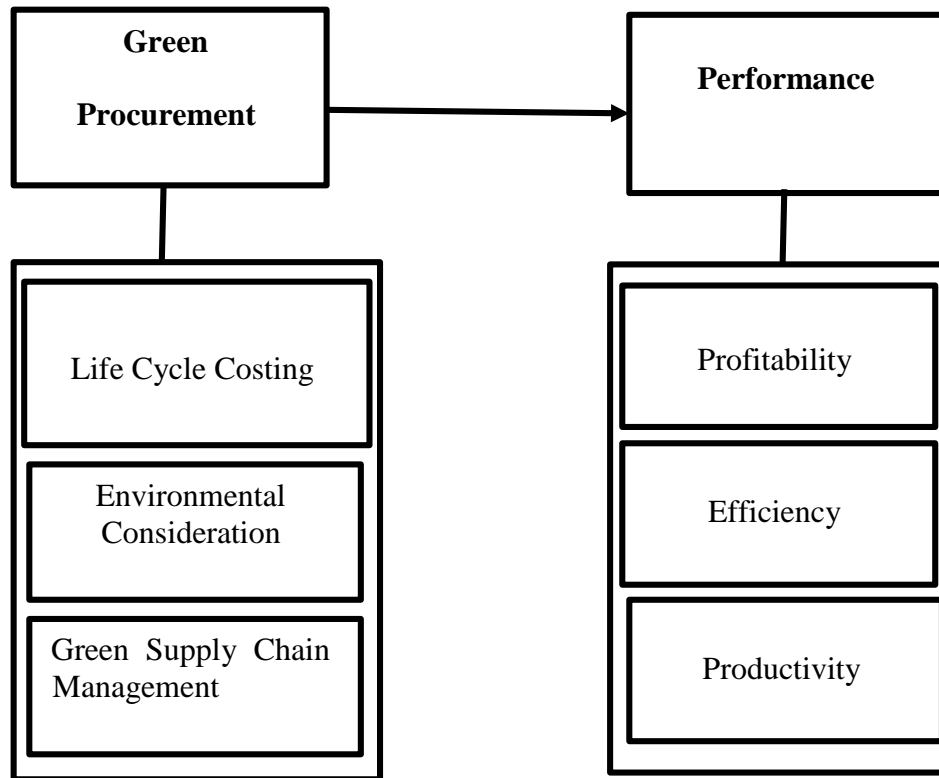 Green
Procurement
Performance
Life Cycle Costing
Environmental
Consideration
Green Supply Chain
Management
Profitability
Efficiency
Productivity